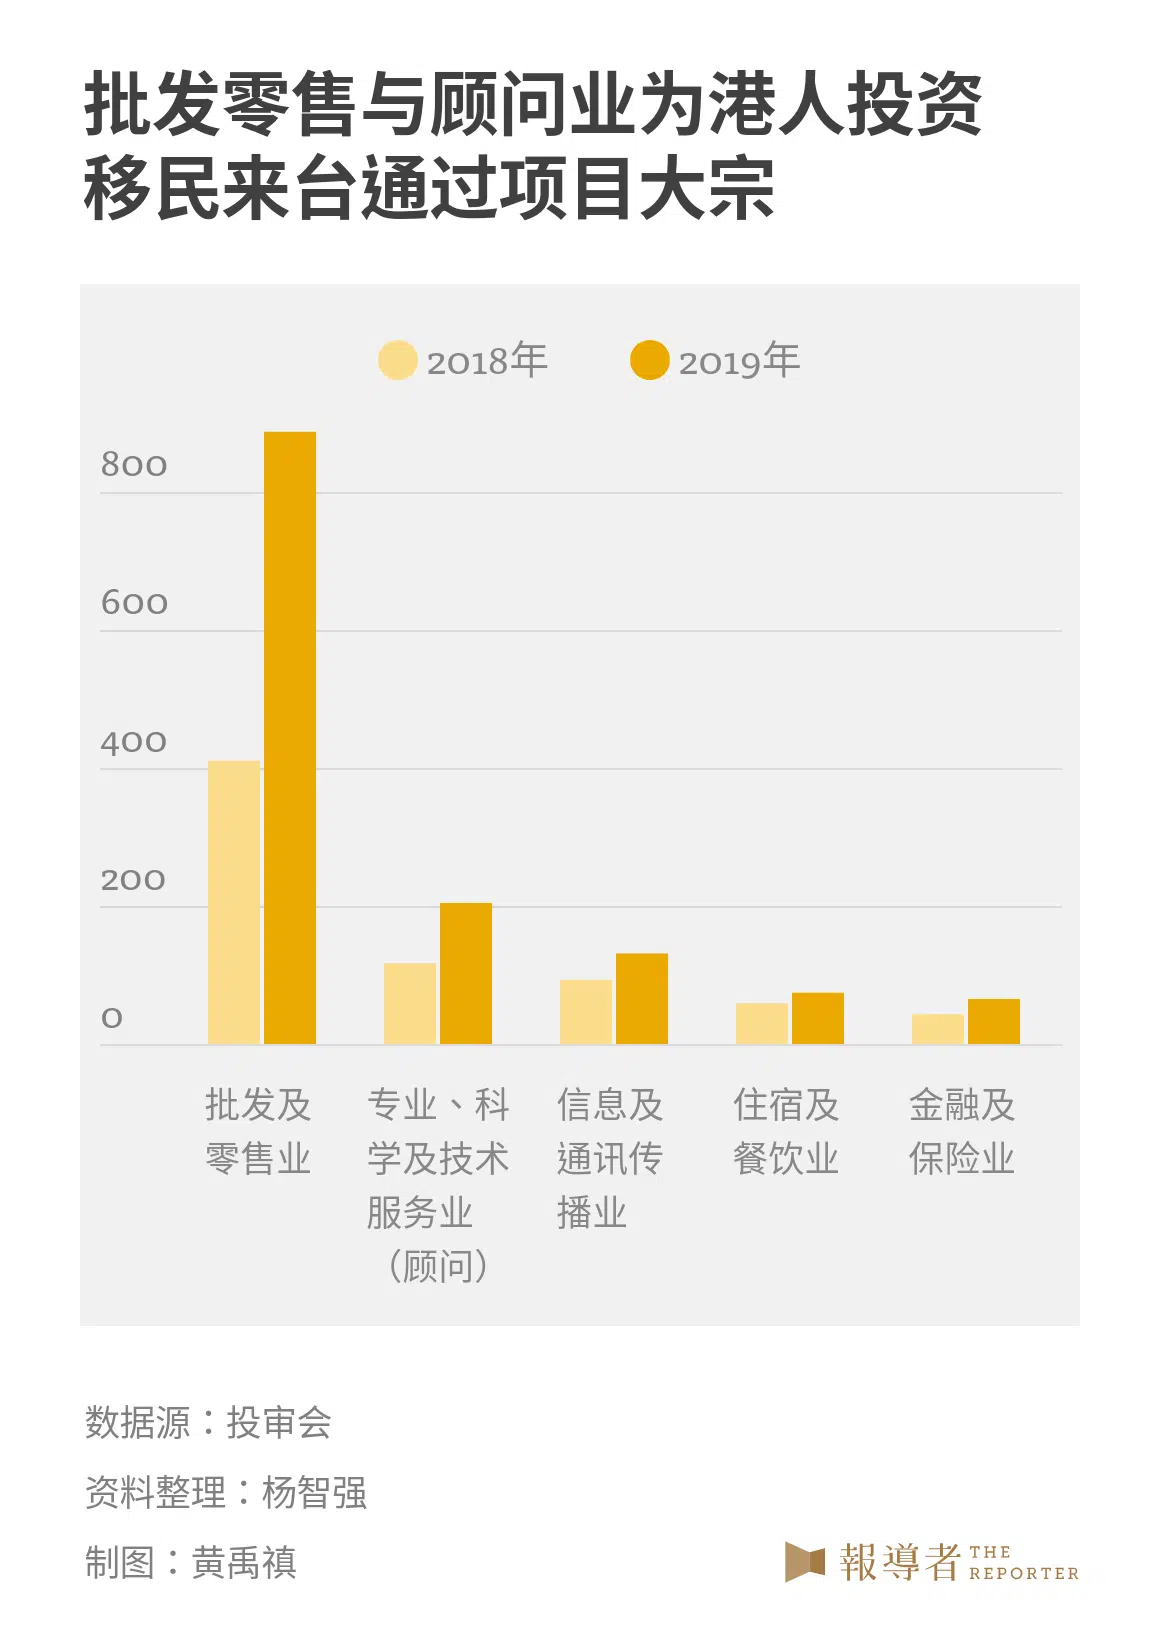 批发零售与顾问业为港人投资
移民来台通过项目大宗
2018年
2019年
800
600
400
200
0
批发及
零售业
专业、科
学及技术
服务业
（顾问）
信息及
通讯传
播业
住宿及
餐饮业
金融及
保险业
数据源：投审会
资料整理：杨智强
制图：黄禹禛
報導者 THE
REPORTER